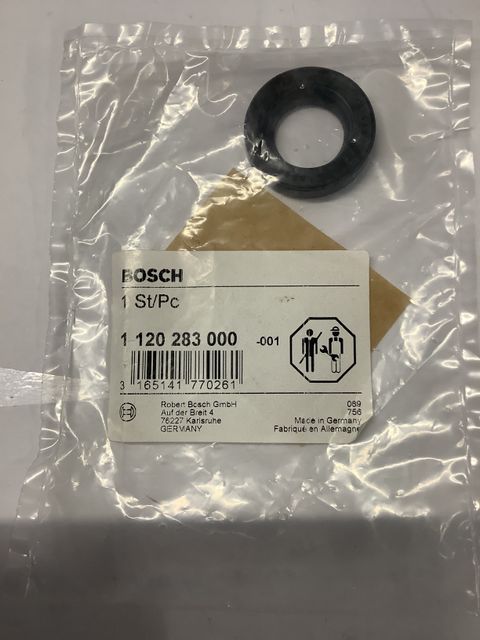 BOSCH
1 St/Pc
1 120 283 000 -001
3 165141 770261
Robert Bosch GmbH
Auf der Breit 4
76227 Karlsruhe
GERMANY
069
756
Made in Germany
Fabriqué en Allemagne